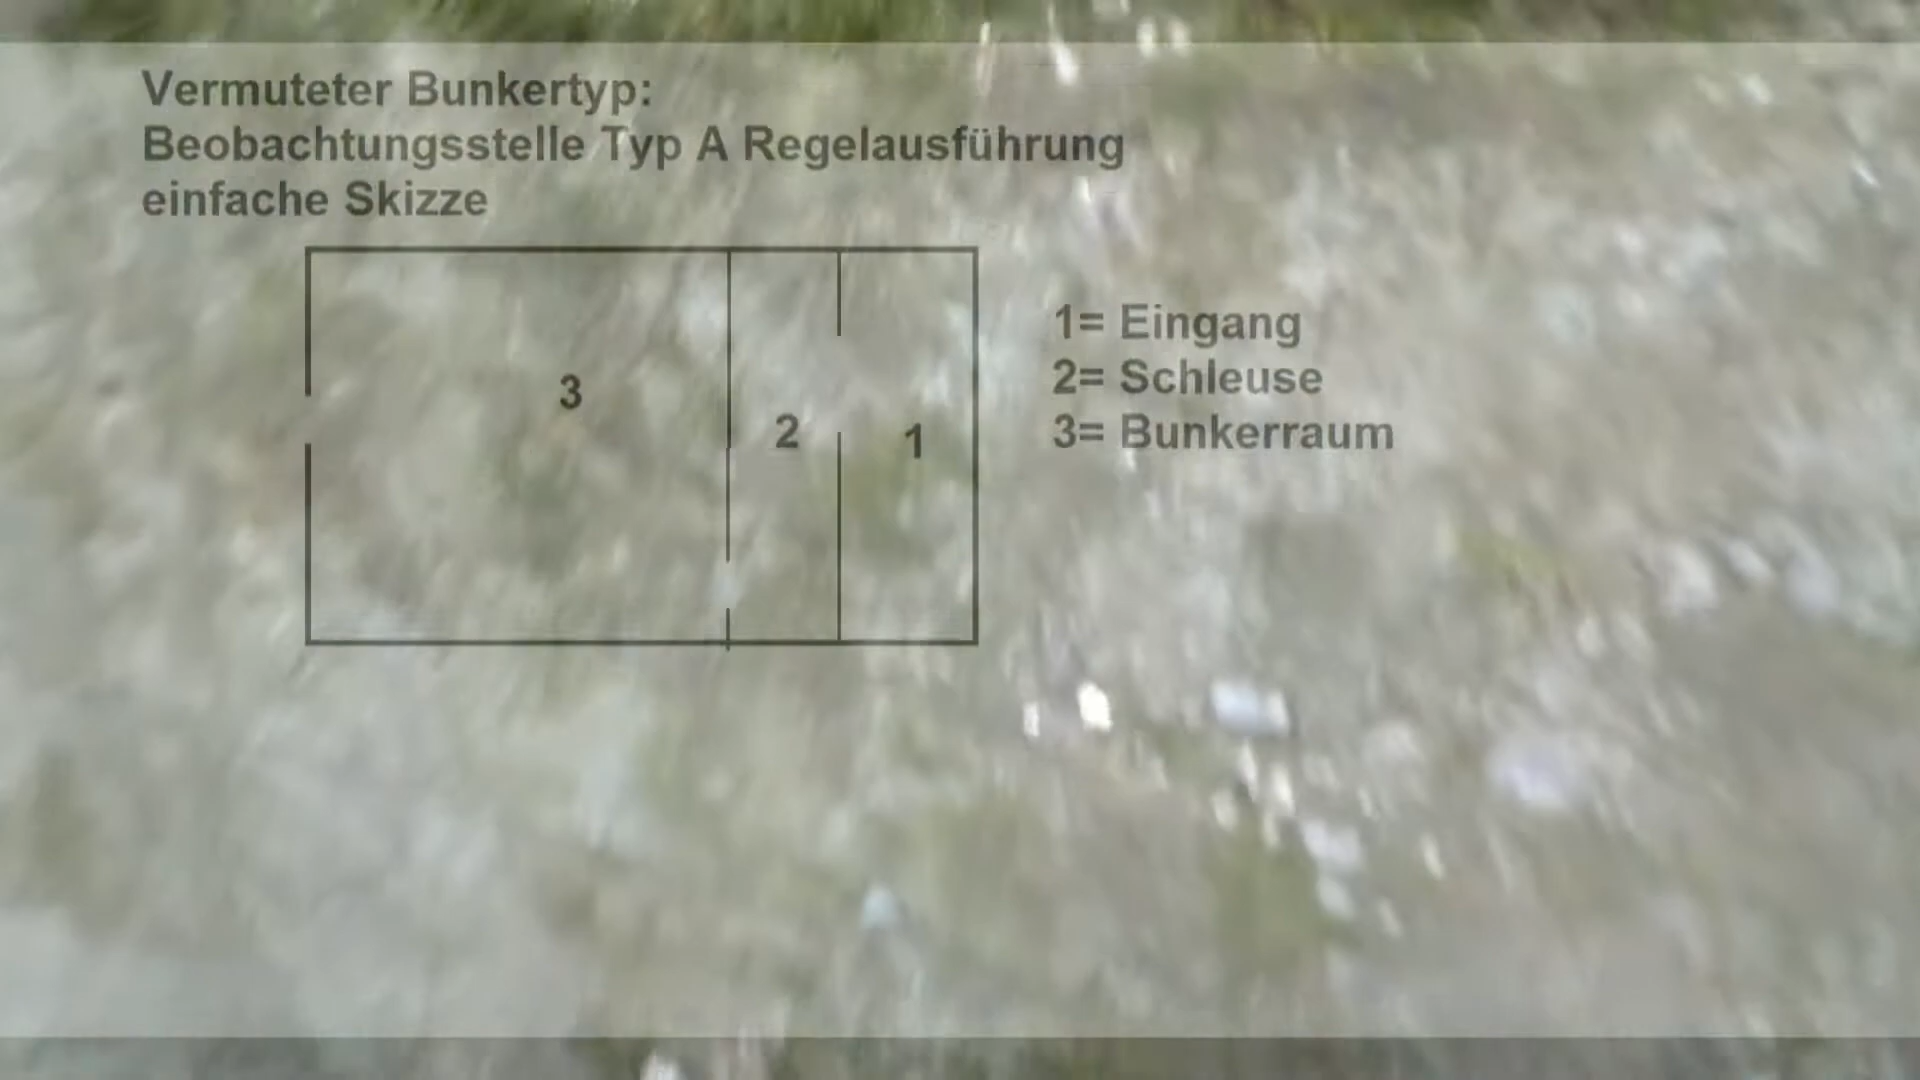 Vermuteter Bunkertyp:
Beobachtungsstelle Typ A Regelausführung
einfache Skizze
3
2
1
1= Eingang
2= Schleuse
3= Bunkerraum